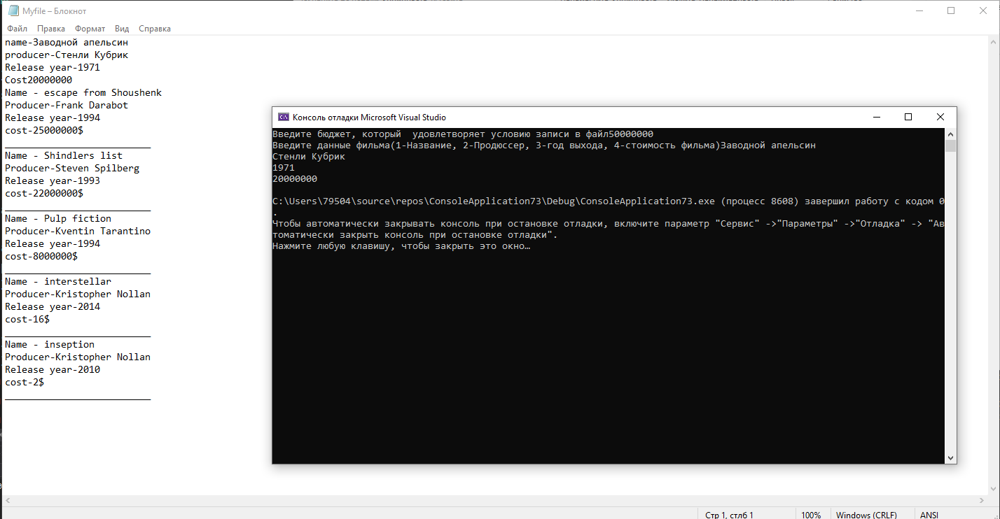 Myfile – Блокнот
Файл Правка Формат Вид Справка
name-Заводной апельсин
producer-Стенли Кубрик
Release year-1971
Cost20000000
Name - escape from Shoushenk
Producer-Frank Darabot
Release year-1994
cost-25000000$
__________________________
Name - Shindlers list
Producer-Steven Spilberg
Release year-1993
cost-22000000$
__________________________
Name - Pulp fiction
Producer-Kventin Tarantino
Release year-1994
cost-8000000$
__________________________
Name - interstellar
Producer-Kristopher Nollan
Release year-2014
cost-16$
__________________________
Name - inseption
Producer-Kristopher Nollan
Release year-2010
cost-2$
__________________________
Консоль отладки Microsoft Visual Studio
Введите бюджет, который  удовлетворяет условию записи в файл50000000
Введите данные фильма(1-Название, 2-Продюссер, 3-год выхода, 4-стоимость фильма)Заводной апельсин
Стенли Кубрик
1971
20000000
C:\Users\79504\source\repos\ConsoleApplication73\Debug\ConsoleApplication73.exe (процесс 8608) завершил работу с кодом 0
.
Чтобы автоматически закрывать консоль при остановке отладки, включите параметр "Сервис" ->"Параметры" ->"Отладка" -> "Ав
томатически закрыть консоль при остановке отладки".
Нажмите любую клавишу, чтобы закрыть это окно…
Стр 1, стлб 1 100% Windows (CRLF) ANSI